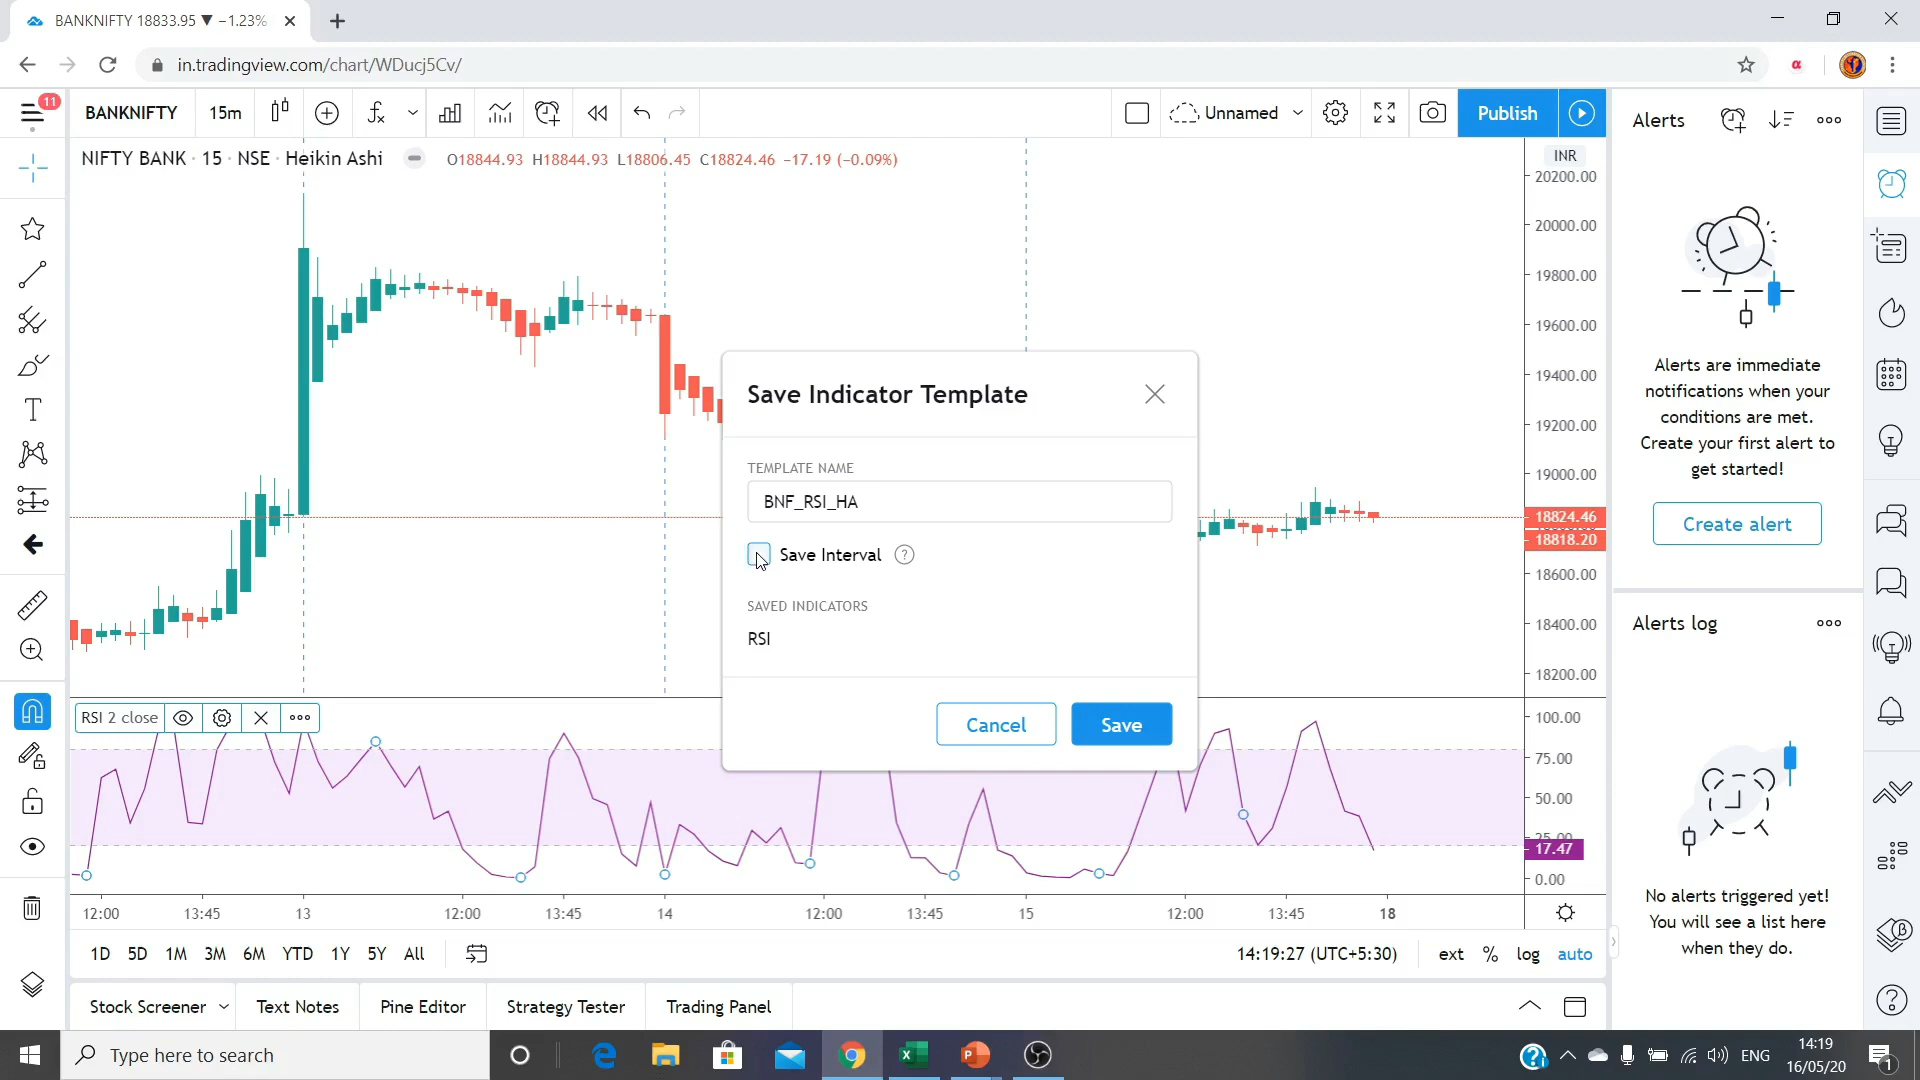 BANKNIFTY 18833.95 ▼ −1.23%
in.tradingview.com/chart/WDucj5Cv/
11
BANKNIFTY 15m
Unnamed
Publish
NIFTY BANK · 15 · NSE · Heikin Ashi O18844.93 H18844.93 L18806.45 C18824.46 −17.19 (−0.09%)
INR
20200.00
20000.00
19800.00
19600.00
19400.00
19200.00
19000.00
18824.46
18818.20
18600.00
18400.00
18200.00
Save Indicator Template
TEMPLATE NAME
BNF_RSI_HA
Save Interval ?
SAVED INDICATORS
RSI
Cancel Save
RSI 2 close
100.00
75.00
50.00
25.00
17.47
0.00
12:00 13:45 13 12:00 13:45 14 12:00 13:45 15 12:00 13:45 18
1D 5D 1M 3M 6M YTD 1Y 5Y All
14:19:27 (UTC+5:30) ext % log auto
Stock Screener Text Notes Pine Editor Strategy Tester Trading Panel
Alerts
Alerts are immediate
notifications when your
conditions are met.
Create your first alert to
get started!
Create alert
Alerts log
No alerts triggered yet!
You will see a list here
when they do.
Type here to search
ENG
14:19
16/05/20
1